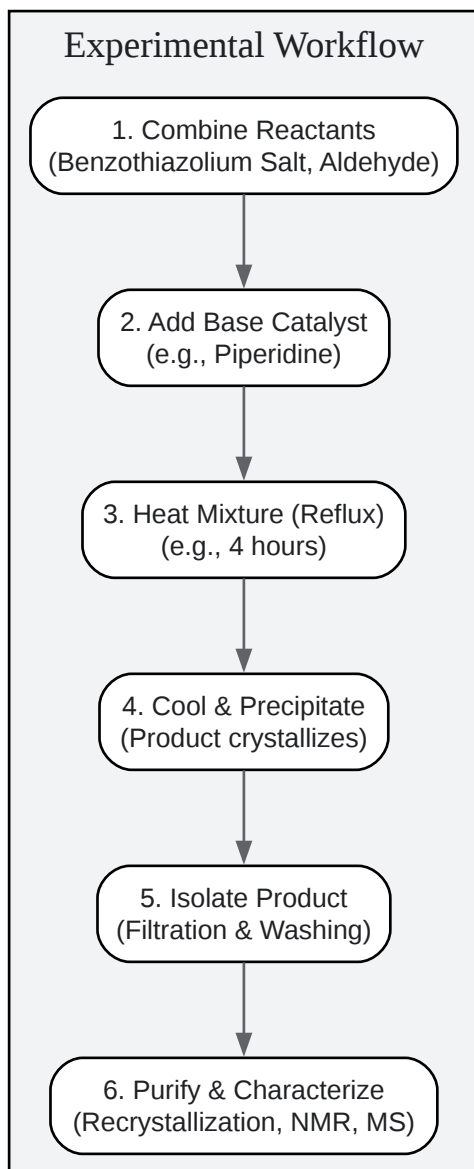 Experimental Workflow
1. Combine Reactants
(Benzothiazolium Salt, Aldehyde)
2. Add Base Catalyst
(e.g., Piperidine)
3. Heat Mixture (Reflux)
(e.g., 4 hours)
4. Cool & Precipitate
(Product crystallizes)
5. Isolate Product
(Filtration & Washing)
6. Purify & Characterize
(Recrystallization, NMR, MS)